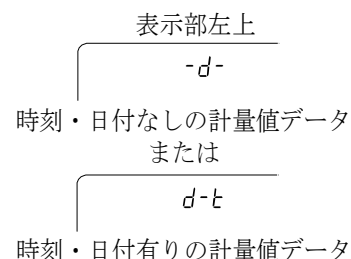 表示部左上
-d-
時刻・日付なしの計量値データ
または
d-t
時刻・日付有りの計量値データ